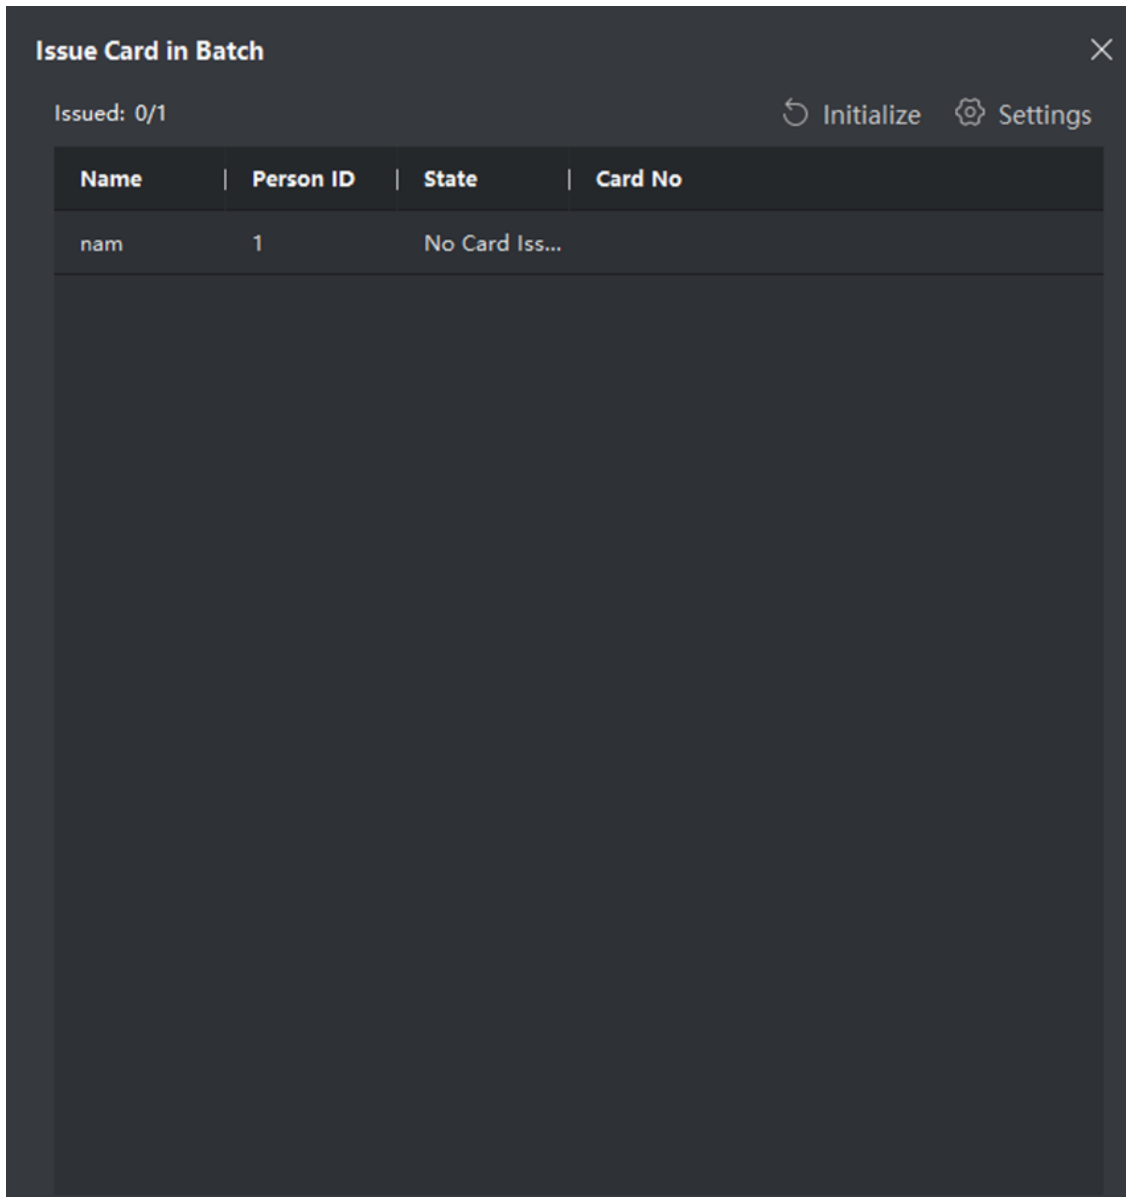 Issue Card in Batch
Issued: 0/1 Initialize Settings
Name | Person ID | State | Card No
nam 1 No Card Iss...